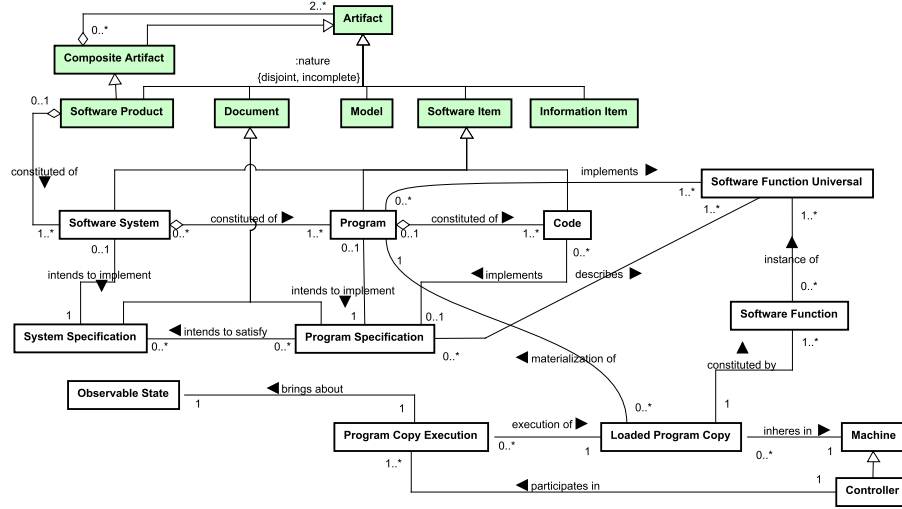 2..*
Artifact
0..*
Composite Artifact
:nature
{disjoint, incomplete}
0..1
Software Product
Document
Model
Software Item
Information Item
constituted of
implements
Software Function Universal
0..*
1..*
1..*
1..*
Software System
constituted of
Program
constituted of
Code
1..*
0..*
1..*
0..1
1..*
0..1
0..1
1
0..*
intends to implement
implements
describes
instance of
intends to implement
0..*
1
1
0..1
Software Function
System Specification
intends to satisfy
Program Specification
0..*
0..*
0..*
1..*
materialization of
constituted by
Observable State
brings about
1
1
0..*
1
Program Copy Execution
execution of
Loaded Program Copy
inheres in
Machine
0..*
1
0..*
1
1..*
participates in
1
Controller